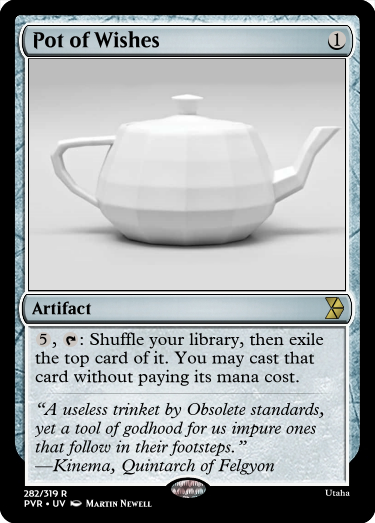 Pot of Wishes 1
Artifact
5, T: Shuffle your library, then exile
the top card of it. You may cast that
card without paying its mana cost.
“A useless trinket by Obsolete standards,
yet a tool of godhood for us impure ones
that follow in their footsteps.”
—Kinema, Quintarch of Felgyon
282/319 R
PVR • UV Martin Newell
Utaha